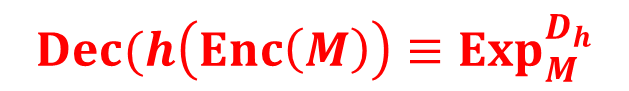 Dec(h(Enc(M)) ≡ Exp_M^{D_h}